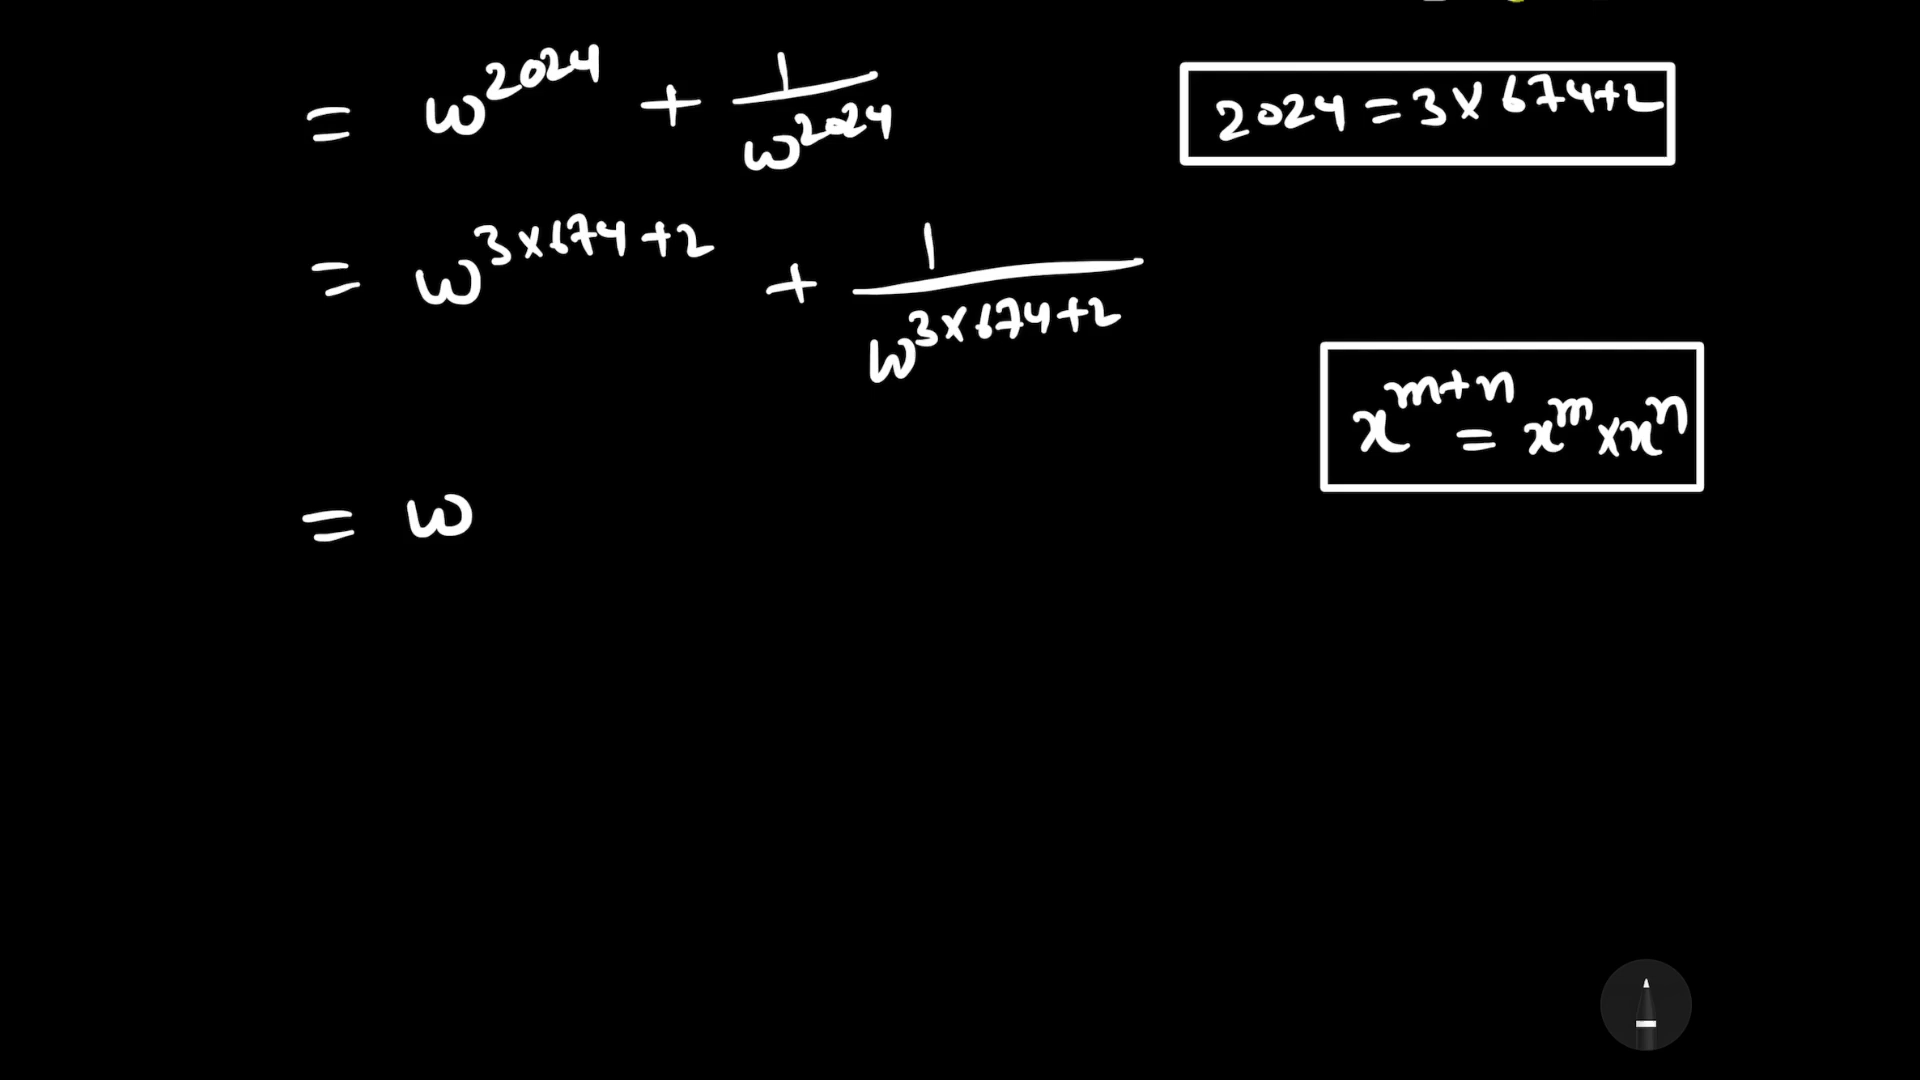 = ω^2024 + 1/ω^2024
2024 = 3 × 674+2
= ω^3×674+2 + 1/ω^3×674+2
x^m+n = x^m × x^n
= ω